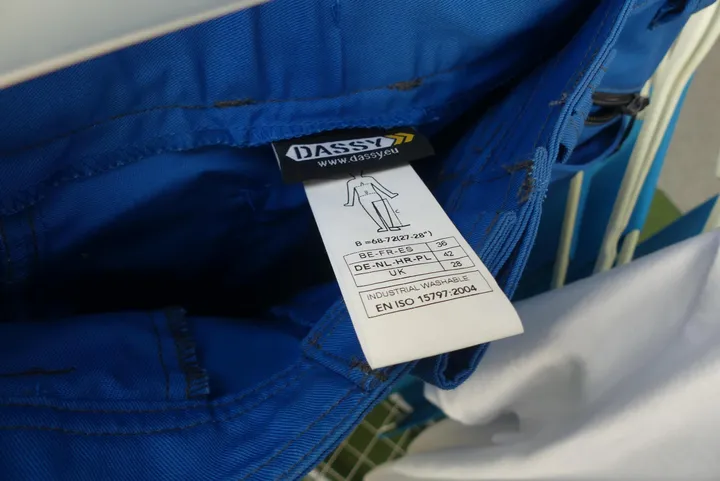 DASSY
www.dassy.eu
A
B
C
B =68-72(27-28")
BE-FR-ES 36
DE-NL-HR-PL 42
UK 28
INDUSTRIAL WASHABLE
EN ISO 15797:2004